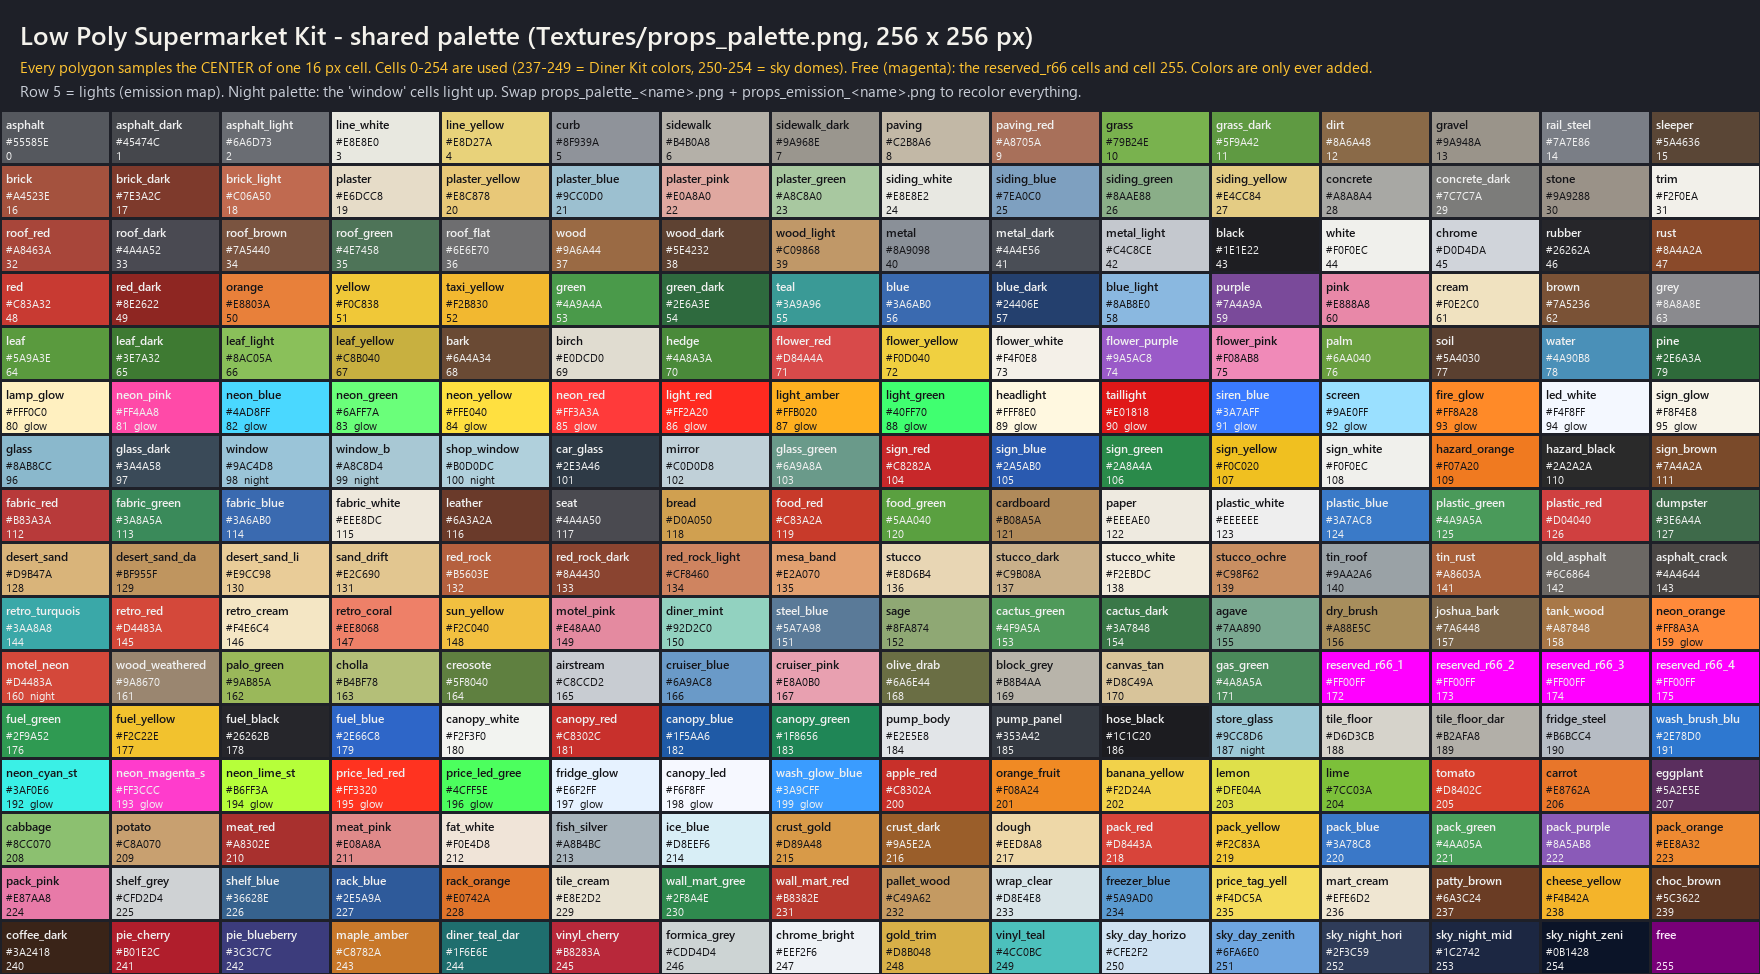 Low Poly Supermarket Kit - shared palette (Textures/props_palette.png, 256 x 256 px)
Every polygon samples the CENTER of one 16 px cell. Cells 0-254 are used (237-249 = Diner Kit colors, 250-254 = sky domes). Free (magenta): the reserved_r66 cells and cell 255. Colors are only ever added.
Row 5 = lights (emission map). Night palette: the 'window' cells light up. Swap props_palette_<name>.png + props_emission_<name>.png to recolor everything.
asphalt asphalt_dark asphalt_light line_white line_yellow curb sidewalk sidewalk_dark paving paving_red grass grass_dark dirt gravel rail_steel sleeper
#55585E #45474C #6A6D73 #E8E8E0 #E8D27A #8F939A #B4B0A8 #9A968E #C2B8A6 #A8705A #79B24E #5F9A42 #8A6A48 #9A948A #7A7E86 #5A4636
0 1 2 3 4 5 6 7 8 9 10 11 12 13 14 15
brick brick_dark brick_light plaster plaster_yellow plaster_blue plaster_pink plaster_green siding_white siding_blue siding_green siding_yellow concrete concrete_dark stone trim
#A4523E #7E3A2C #C06A50 #E6DCC8 #E8C878 #9CC0D0 #E0A8A0 #A8C8A0 #E8E8E2 #7EA0C0 #8AAE88 #E4CC84 #A8A8A4 #7C7C7A #9A9288 #F2F0EA
16 17 18 19 20 21 22 23 24 25 26 27 28 29 30 31
roof_red roof_dark roof_brown roof_green roof_flat wood wood_dark wood_light metal metal_dark metal_light black white chrome rubber rust
#A8463A #4A4A52 #7A5440 #4E7458 #6E6E70 #9A6A44 #5E4232 #C09868 #8A9098 #4A4E56 #C4C8CE #1E1E22 #F0F0EC #D0D4DA #26262A #8A4A2A
32 33 34 35 36 37 38 39 40 41 42 43 44 45 46 47
red red_dark orange yellow taxi_yellow green green_dark teal blue blue_dark blue_light purple pink cream brown grey
#C83A32 #8E2622 #E8803A #F0C838 #F2B830 #4A9A4A #2E6A3E #3A9A96 #3A6AB0 #24406E #8AB8E0 #7A4A9A #E888A8 #F0E2C0 #7A5236 #8A8A8E
48 49 50 51 52 53 54 55 56 57 58 59 60 61 62 63
leaf leaf_dark leaf_light leaf_yellow bark birch hedge flower_red flower_yellow flower_white flower_purple flower_pink palm soil water pine
#5A9A3E #3E7A32 #8AC05A #C8B040 #6A4A34 #E0DCD0 #4A8A3A #D84A4A #F0D040 #F4F0E8 #9A5AC8 #F08AB8 #6AA040 #5A4030 #4A90B8 #2E6A3A
64 65 66 67 68 69 70 71 72 73 74 75 76 77 78 79
lamp_glow neon_pink neon_blue neon_green neon_yellow neon_red light_red light_amber light_green headlight taillight siren_blue screen fire_glow led_white sign_glow
#FFF0C0 #FF4AA8 #4AD8FF #6AFF7A #FFE040 #FF3A3A #FF2A20 #FFB020 #40FF70 #FFF8E0 #E01818 #3A7AFF #9AE0FF #FF8A28 #F4F8FF #F8F4E8
80 glow 81 glow 82 glow 83 glow 84 glow 85 glow 86 glow 87 glow 88 glow 89 glow 90 glow 91 glow 92 glow 93 glow 94 glow 95 glow
glass glass_dark window window_b shop_window car_glass mirror glass_green sign_red sign_blue sign_green sign_yellow sign_white hazard_orange hazard_black sign_brown
#8AB8CC #3A4A58 #9AC4D8 #A8C8D4 #B0D0DC #2E3A46 #C0D0D8 #6A9A8A #C8282A #2A5AB0 #2A8A4A #F0C020 #F0F0EC #F07A20 #2A2A2A #7A4A2A
96 97 98 night 99 night 100 night 101 102 103 104 105 106 107 108 109 110 111
fabric_red fabric_green fabric_blue fabric_white leather seat bread food_red food_green cardboard paper plastic_white plastic_blue plastic_green plastic_red dumpster
#B83A3A #3A8A5A #3A6AB0 #EEE8DC #6A3A2A #4A4A50 #D0A050 #C83A2A #5AA040 #B08A5A #EEEAE0 #EEEEEE #3A7AC8 #4A9A5A #D04040 #3E6A4A
112 113 114 115 116 117 118 119 120 121 122 123 124 125 126 127
desert_sand desert_sand_da desert_sand_li sand_drift red_rock red_rock_dark red_rock_light mesa_band stucco stucco_dark stucco_white stucco_ochre tin_roof tin_rust old_asphalt asphalt_crack
#D9B47A #BF955F #E9CC98 #E2C690 #B5603E #8A4430 #CF8460 #E2A070 #E8D6B4 #C9B08A #F2EBDC #C98F62 #9AA2A6 #A8603A #6C6864 #4A4644
128 129 130 131 132 133 134 135 136 137 138 139 140 141 142 143
retro_turquois retro_red retro_cream retro_coral sun_yellow motel_pink diner_mint steel_blue sage cactus_green cactus_dark agave dry_brush joshua_bark tank_wood neon_orange
#3AA8A8 #D4483A #F4E6C4 #EE8068 #F2C040 #E48AA0 #92D2C0 #5A7A98 #8FA874 #4F9A5A #3A7848 #7AA890 #A88E5C #7A6448 #A87848 #FF8A3A
144 145 146 147 148 149 150 151 152 153 154 155 156 157 158 159 glow
motel_neon wood_weathered palo_green cholla creosote airstream cruiser_blue cruiser_pink olive_drab block_grey canvas_tan gas_green reserved_r66_1 reserved_r66_2 reserved_r66_3 reserved_r66_4
#D4483A #9A8670 #9AB85A #B4BF78 #5F8040 #C8CCD2 #6A9AC8 #E8A0B0 #6A6E44 #B8B4AA #D8C49A #4A8A5A #FF00FF #FF00FF #FF00FF #FF00FF
160 night 161 162 163 164 165 166 167 168 169 170 171 172 173 174 175
fuel_green fuel_yellow fuel_black fuel_blue canopy_white canopy_red canopy_blue canopy_green pump_body pump_panel hose_black store_glass tile_floor tile_floor_dar fridge_steel wash_brush_blu
#2F9A52 #F2C22E #26262B #2E66C8 #F2F3F0 #C8302C #1F5AA6 #1F8656 #E2E5E8 #353A42 #1C1C20 #9CC8D6 #D6D3CB #B2AFA8 #B6BCC4 #2E78D0
176 177 178 179 180 181 182 183 184 185 186 187 night 188 189 190 191
neon_cyan_st neon_magenta_s neon_lime_st price_led_red price_led_gree fridge_glow canopy_led wash_glow_blue apple_red orange_fruit banana_yellow lemon lime tomato carrot eggplant
#3AF0E6 #FF3CCC #B6FF3A #FF3320 #4CFF5E #E6F2FF #F6F8FF #3A9CFF #C8302A #F08A24 #F2D24A #DFE04A #7CC03A #D8402C #E8762A #5A2E5E
192 glow 193 glow 194 glow 195 glow 196 glow 197 glow 198 glow 199 glow 200 201 202 203 204 205 206 207
cabbage potato meat_red meat_pink fat_white fish_silver ice_blue crust_gold crust_dark dough pack_red pack_yellow pack_blue pack_green pack_purple pack_orange
#8CC070 #C8A070 #A8302E #E08A8A #F0E4D8 #A8B4BC #D8EEF6 #D89A48 #9A5E2A #EED8A8 #D8443A #F2C83A #3A78C8 #4AA05A #8A5AB8 #EE8A32
208 209 210 211 212 213 214 215 216 217 218 219 220 221 222 223
pack_pink shelf_grey shelf_blue rack_blue rack_orange tile_cream wall_mart_gree wall_mart_red pallet_wood wrap_clear freezer_blue price_tag_yell mart_cream patty_brown cheese_yellow choc_brown
#E87AA8 #CFD2D4 #36628E #2E5A9A #E0742A #E8E2D2 #2F8A4E #B8382E #C49A62 #D8E4E8 #5A9AD0 #F4DC5A #EFE6D2 #6A3C24 #F4B42A #5C3622
224 225 226 227 228 229 230 231 232 233 234 235 236 237 238 239
coffee_dark pie_cherry pie_blueberry maple_amber diner_teal_dar vinyl_cherry formica_grey chrome_bright gold_trim vinyl_teal sky_day_horizo sky_day_zenith sky_night_hori sky_night_mid sky_night_zeni free
#3A2418 #B01E2C #3C3C7C #C8782A #1F6E6E #B8283A #CDD4D4 #EEF2F6 #D8B048 #4CC0BC #CFE2F2 #6FA6E0 #2F3C59 #1C2742 #0B1428
240 241 242 243 244 245 246 247 248 249 250 251 252 253 254 255